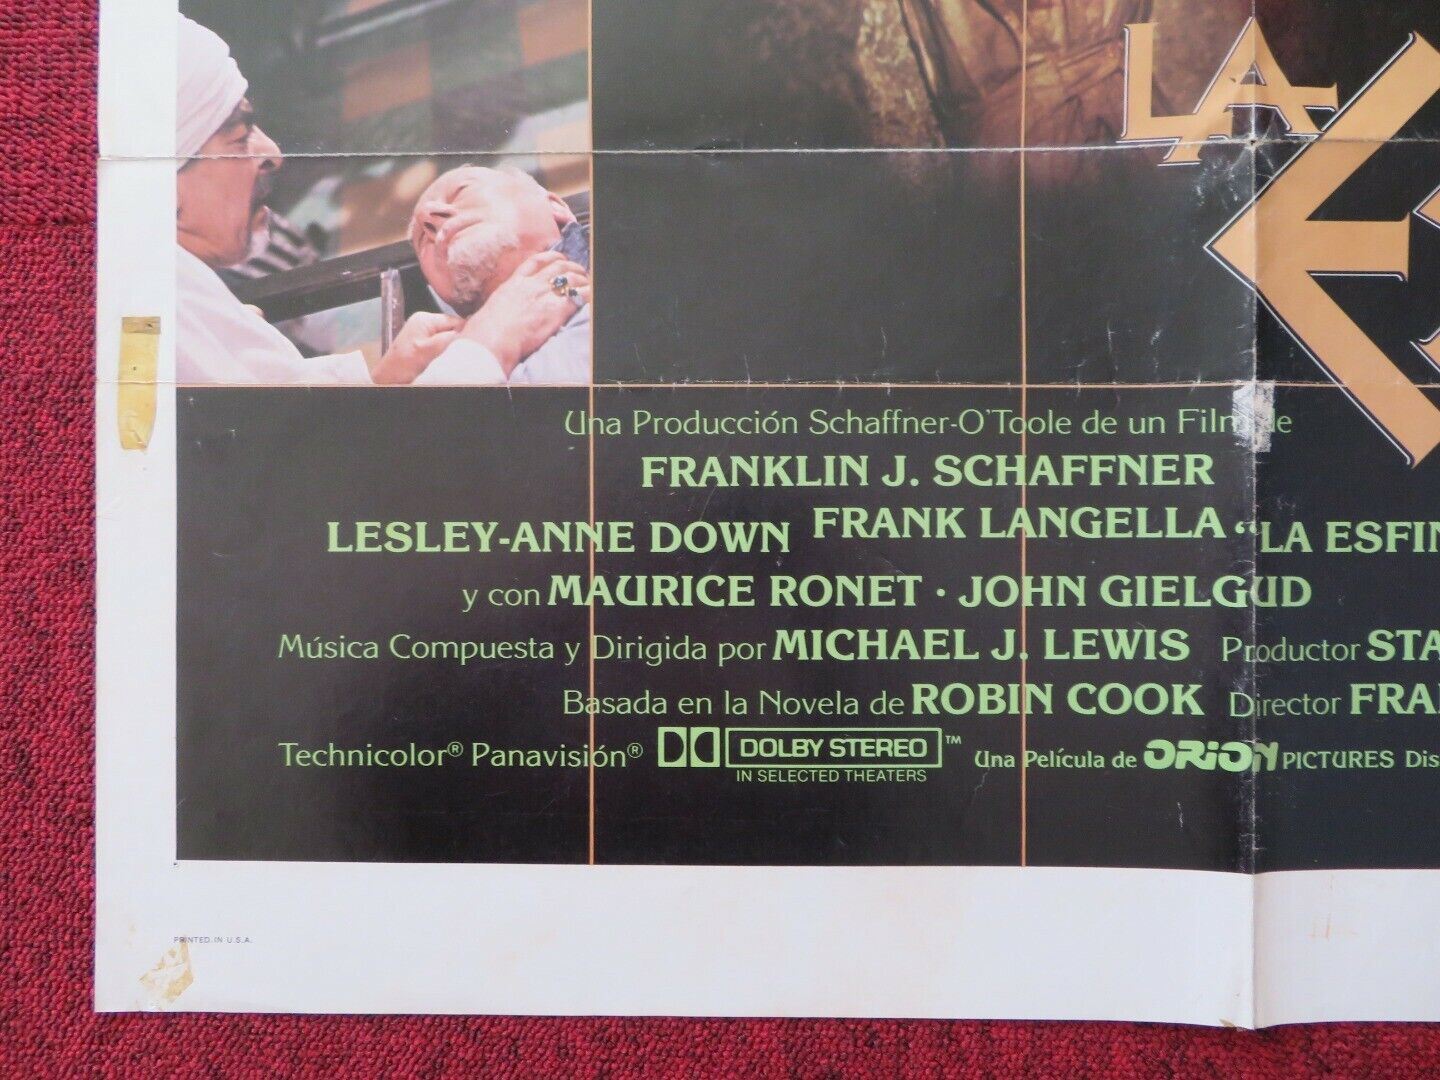 LA
Una Producción Schaffner-O'Toole de un Film de
FRANKLIN J. SCHAFFNER
LESLEY-ANNE DOWN FRANK LANGELLA "LA ESFIN
y con MAURICE RONET · JOHN GIELGUD
Música Compuesta y Dirigida por MICHAEL J. LEWIS Productor STA
Basada en la Novela de ROBIN COOK Director FRA
Technicolor® Panavisión® DOLBY STEREO™ Una Película de ORION PICTURES Dis
IN SELECTED THEATERS
PRINTED IN U.S.A.